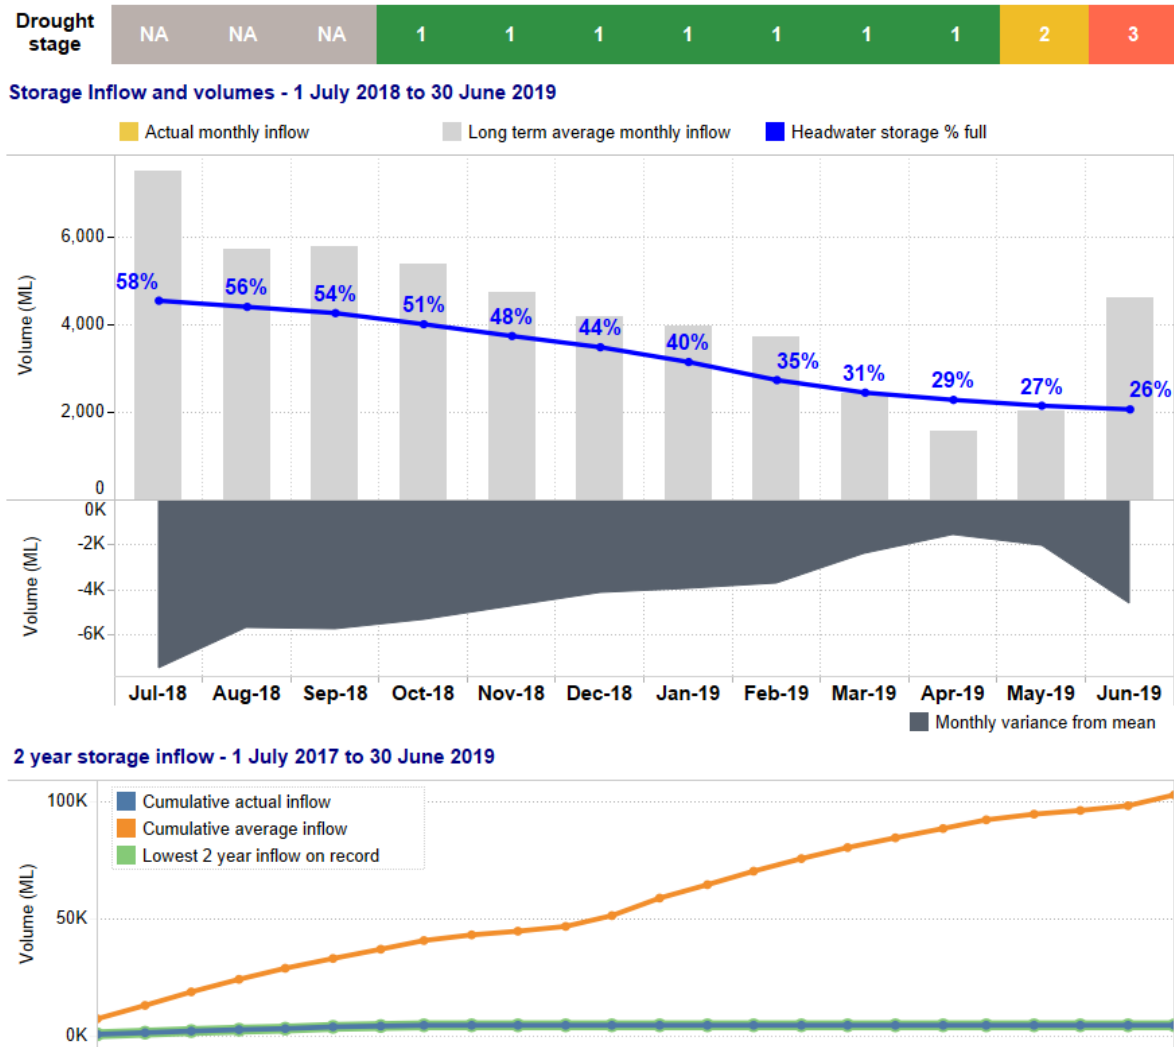 Drought stage NA NA NA 1 1 1 1 1 1 1 2 3
Storage Inflow and volumes - 1 July 2018 to 30 June 2019
Actual monthly inflow Long term average monthly inflow Headwater storage % full
Volume (ML)
6,000
4,000
2,000
0
58% 56% 54% 51% 48% 44% 40% 35% 31% 29% 27% 26%
Volume (ML)
0K
-2K
-4K
-6K
Jul-18 Aug-18 Sep-18 Oct-18 Nov-18 Dec-18 Jan-19 Feb-19 Mar-19 Apr-19 May-19 Jun-19
Monthly variance from mean
2 year storage inflow - 1 July 2017 to 30 June 2019
Cumulative actual inflow
Cumulative average inflow
Lowest 2 year inflow on record
Volume (ML)
100K
50K
0K